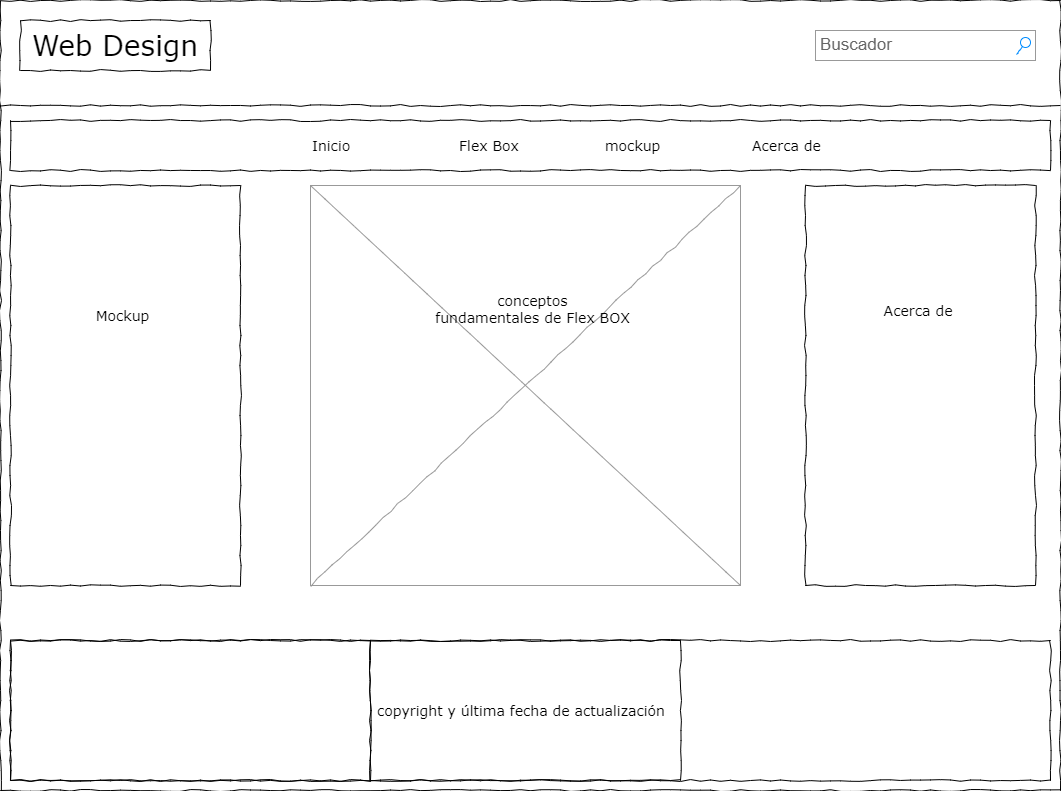 Web Design
Buscador
Inicio
Flex Box
mockup
Acerca de
Mockup
conceptos
fundamentales de Flex BOX
Acerca de
copyright y última fecha de actualización